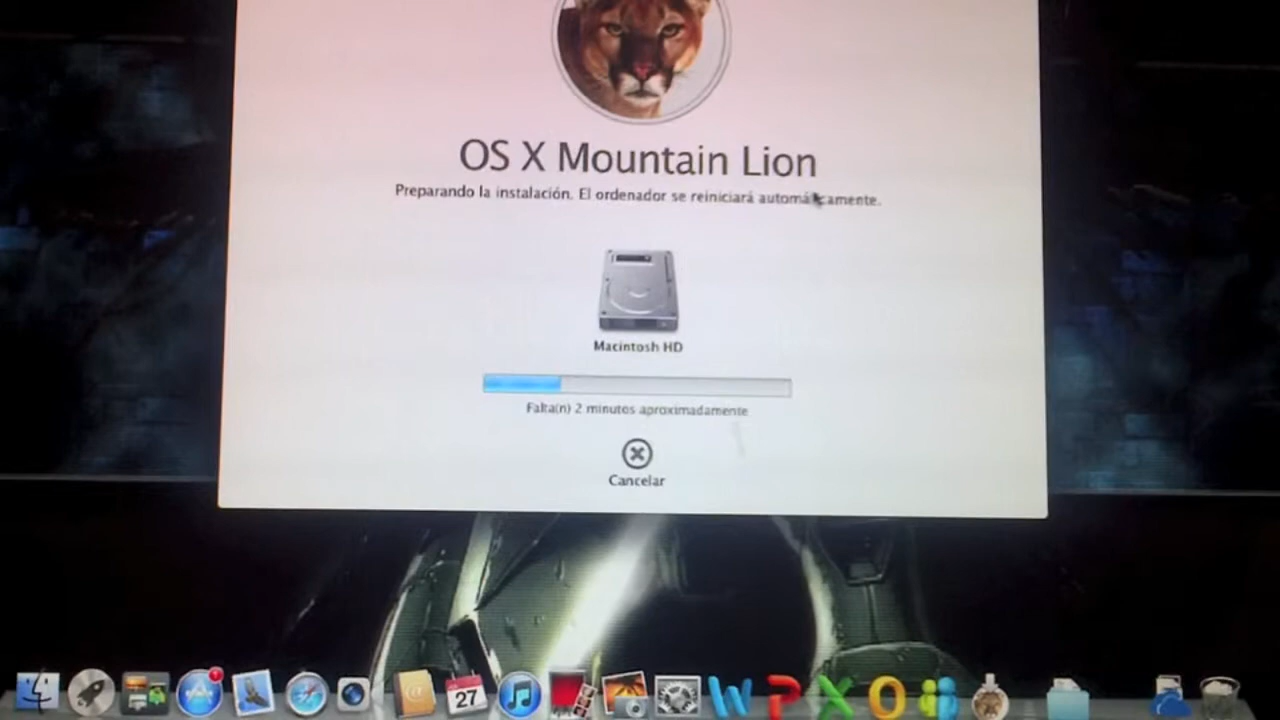 OS X Mountain Lion
Preparando la instalación. El ordenador se reiniciará automáticamente.
Macintosh HD
Falta(n) 2 minutos aproximadamente
Cancelar
1
27
W P X O